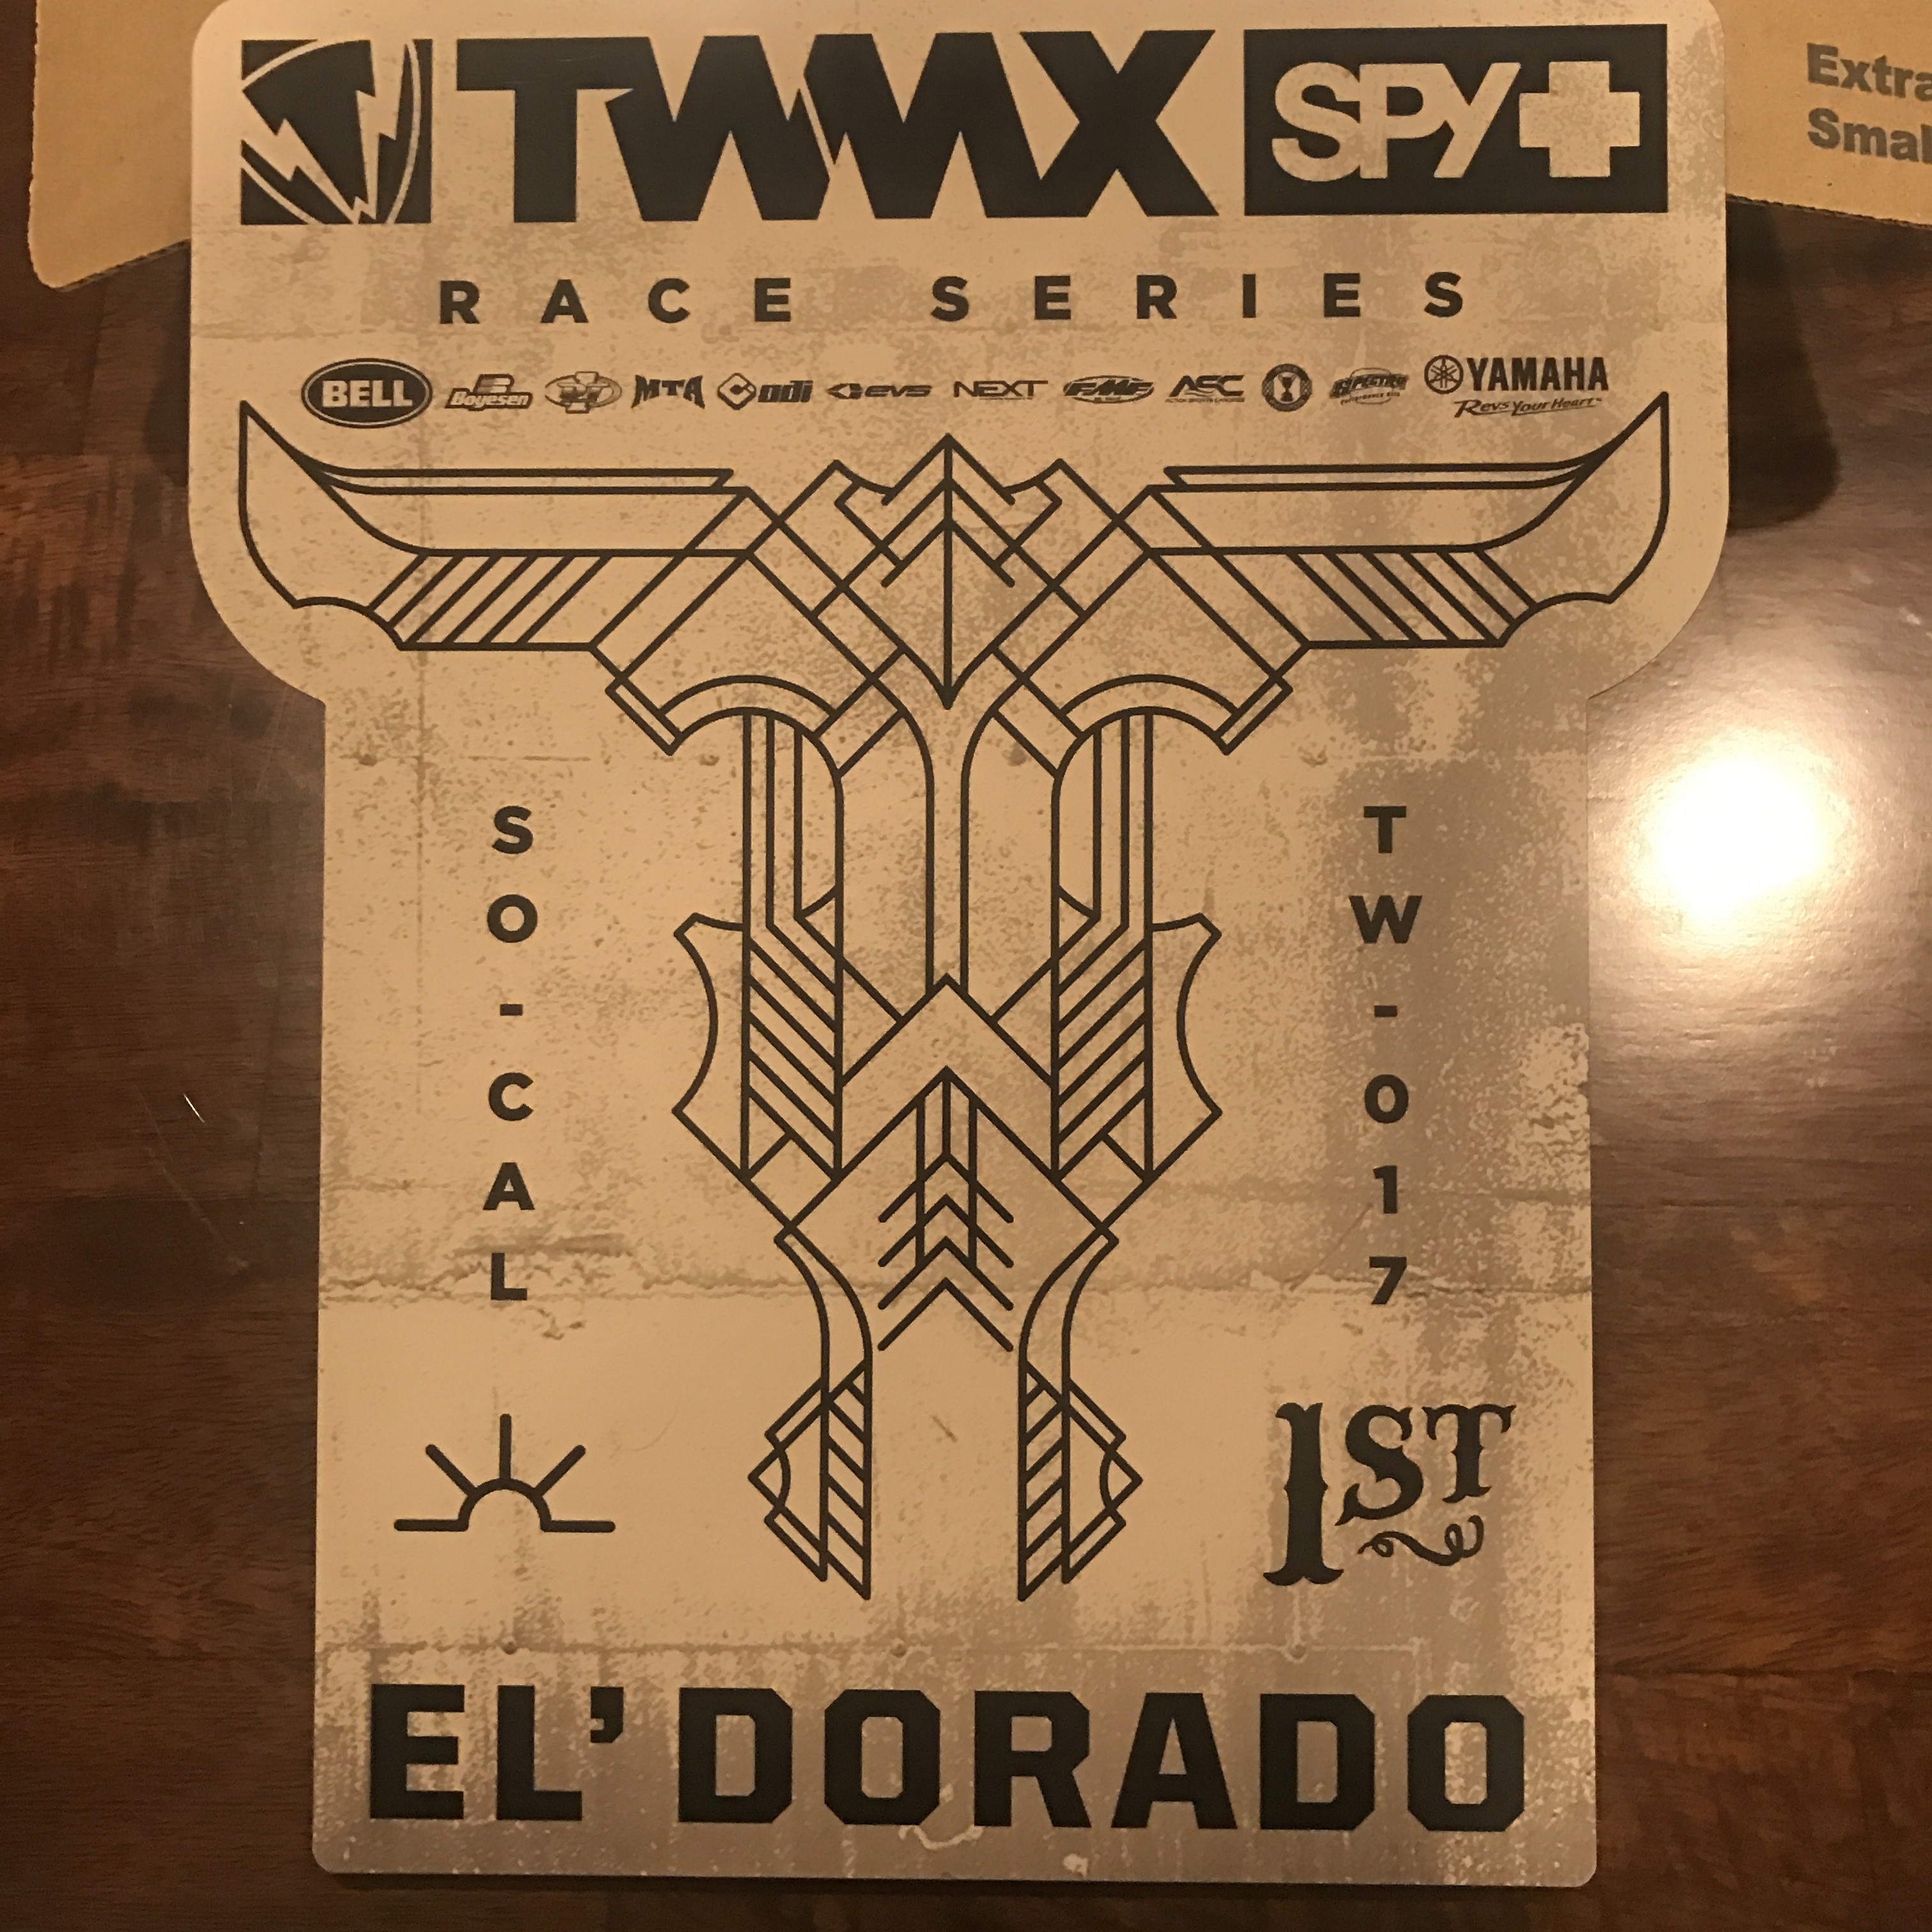 TWMX SPY+
Extra
Smal
RACE SERIES
BELL Boyesen MTA ODI EVS NEXT FMF ASC SPECTRO YAMAHA
Revs Your Heart
SO-CAL
TW-017
1ST
EL'DORADO